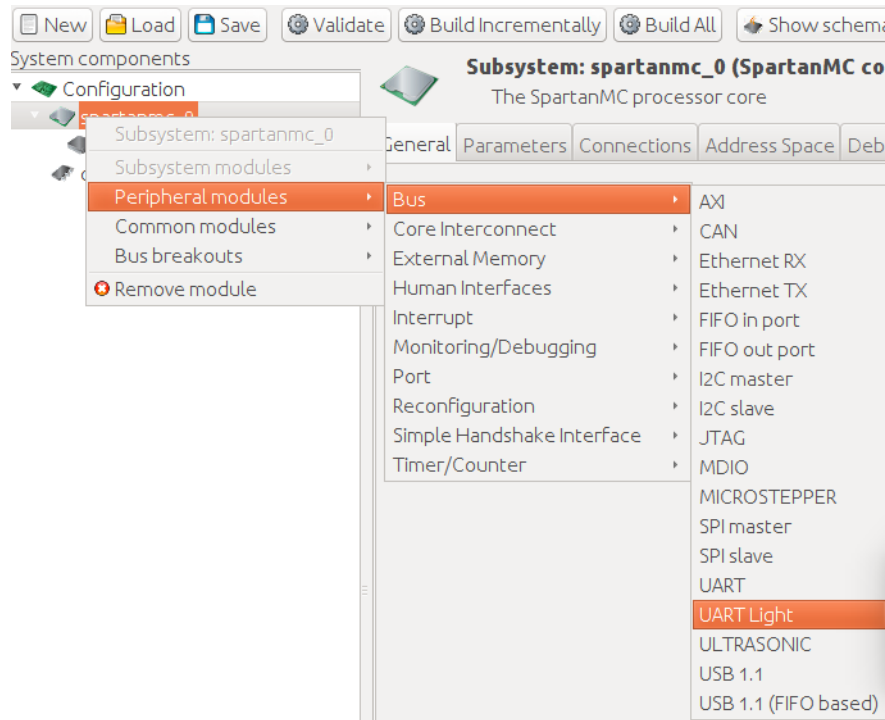 New Load Save Validate Build Incrementally Build All Show schema
System components
Configuration
spartanmc_0
Subsystem: spartanmc_0 (SpartanMC co
The SpartanMC processor core
General Parameters Connections Address Space Deb
Subsystem: spartanmc_0
Subsystem modules
Peripheral modules
Common modules
Bus breakouts
Remove module
Bus
Core Interconnect
External Memory
Human Interfaces
Interrupt
Monitoring/Debugging
Port
Reconfiguration
Simple Handshake Interface
Timer/Counter
AXI
CAN
Ethernet RX
Ethernet TX
FIFO in port
FIFO out port
I2C master
I2C slave
JTAG
MDIO
MICROSTEPPER
SPI master
SPI slave
UART
UART Light
ULTRASONIC
USB 1.1
USB 1.1 (FIFO based)